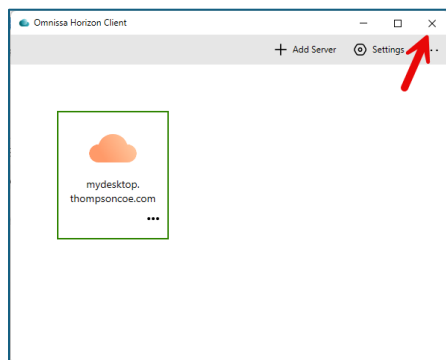 Omnissa Horizon Client
Add Server
Settings
mydesktop.
thompsoncoe.com